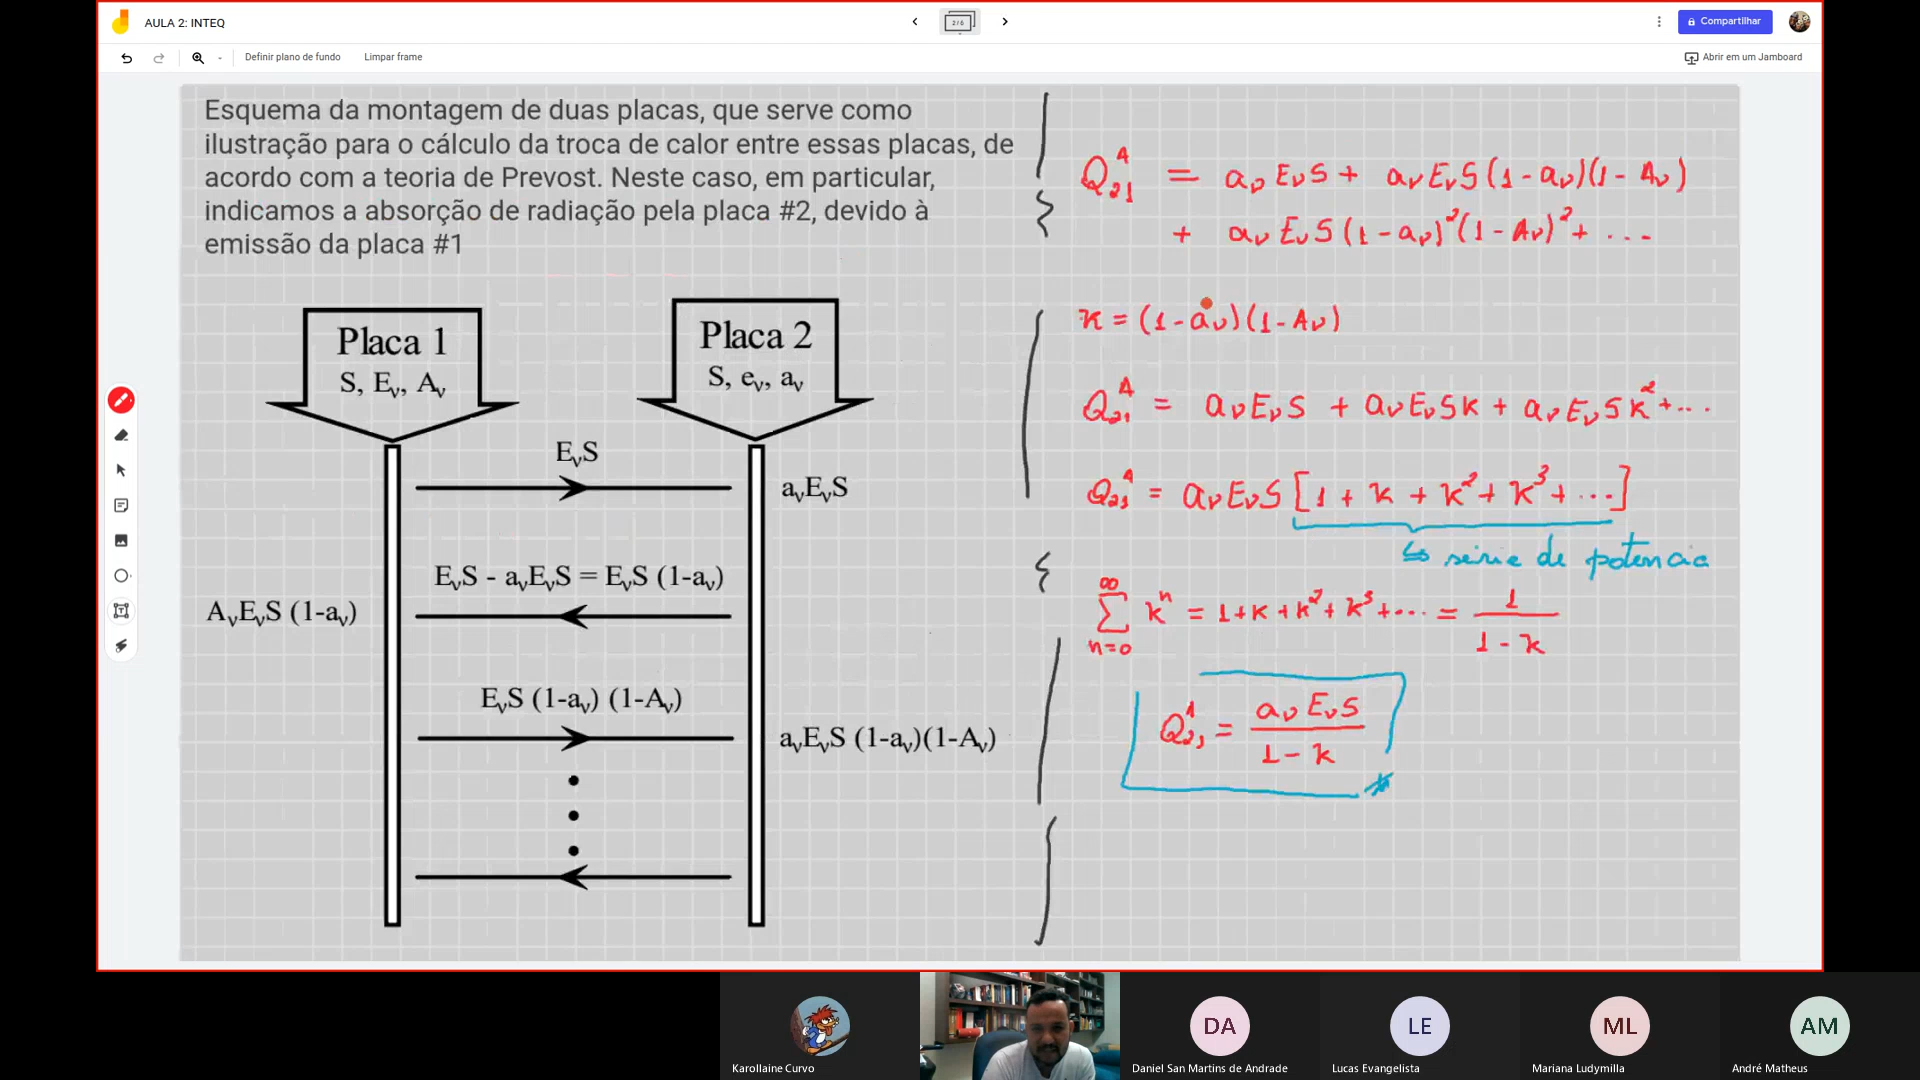 AULA 2: INTEQ
2 / 6
Compartilhar
Definir plano de fundo
Limpar frame
Abrir em um Jamboard
Esquema da montagem de duas placas, que serve como
ilustração para o cálculo da troca de calor entre essas placas, de
acordo com a teoria de Prevost. Neste caso, em particular,
indicamos a absorção de radiação pela placa #2, devido à
emissão da placa #1
Placa 1
S, Eν, Aν
Placa 2
S, eν, aν
EνS
aνEνS
EνS - aνEνS = EνS (1-aν)
AνEνS (1-aν)
EνS (1-aν) (1-Aν)
aνEνS (1-aν)(1-Aν)
Q₂₁ᴬ = aνEνS + aνEνS(1-aν)(1-Aν)
+ aνEνS(1-aν)²(1-Aν)² + ...
K = (1-aν)(1-Aν)
Q₂₁ᴬ = aνEνS + aνEνSK + aνEνSK² + ...
Q₂₁ᴬ = aνEνS [1 + K + K² + K³ + ...]
↳ série de potencia
∞
∑ Kⁿ = 1+K+K²+K³+... = 1
n=0
1 - K
Q₂₁ᴬ = aνEνS
1 - K
DA
LE
ML
AM
Karollaine Curvo
Daniel San Martins de Andrade
Lucas Evangelista
Mariana Ludymilla
André Matheus